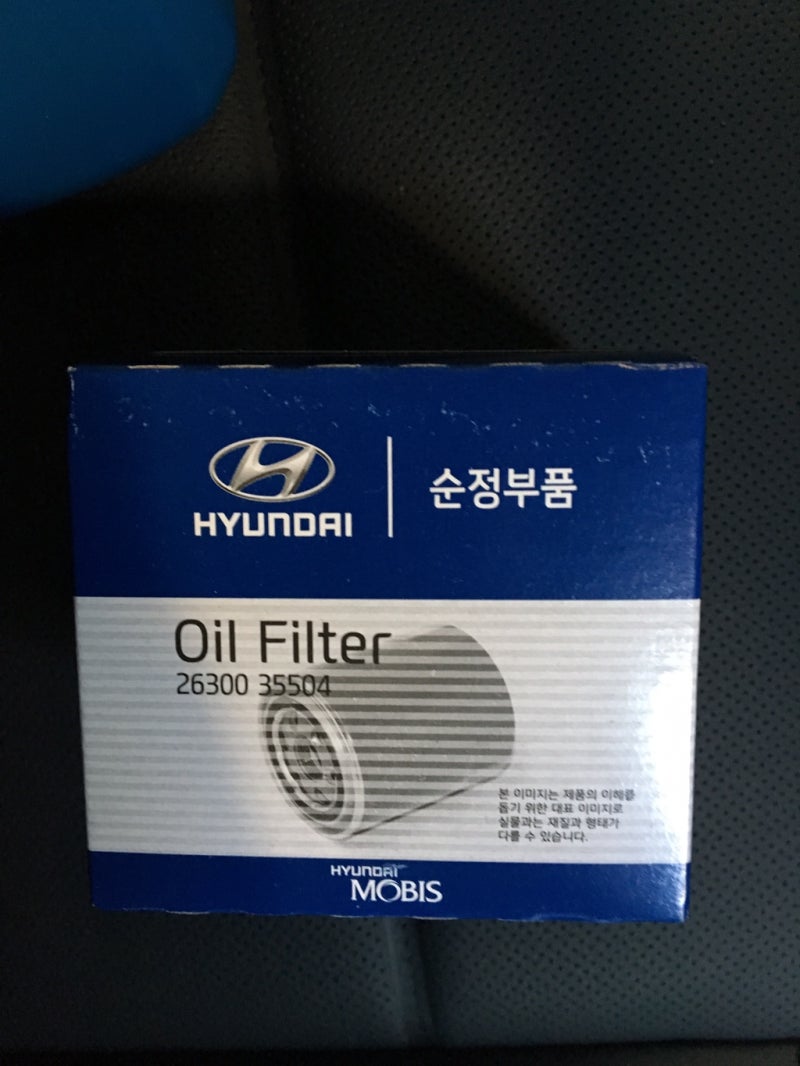 HYUNDAI
순정부품
Oil Filter
26300 35504
본 이미지는 제품의 이해를
돕기 위한 대표 이미지로
실물과는 재질과 형태가
다를 수 있습니다.
HYUNDAI
MOBIS